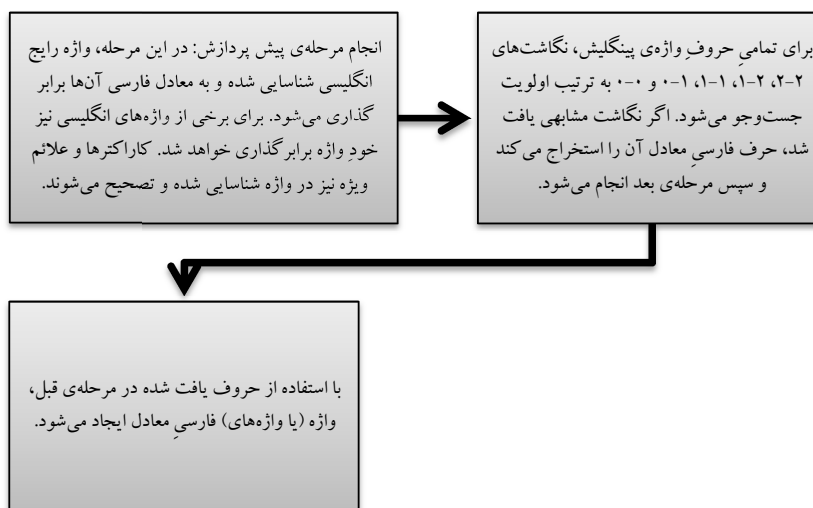 انجام مرحله‌ی پیش پردازش: در این مرحله، واژه رایج
انگلیسی شناسایی شده و به معادل فارسی آن‌ها برابر
گذاری می‌شود. برای برخی از واژه‌های انگلیسی نیز
خودِ واژه برابرگذاری خواهد شد. کاراکترها و علائم
ویژه نیز در واژه شناسایی شده و تصحیح می‌شوند.
برای تمامیِ حروفِ واژه‌ی پینگلیش، نگاشت‌های
۲-۲، ۲-۱، ۱-۱، ۱-۰ و ۰-۰ به ترتیب اولویت
جست‌وجو می‌شود. اگر نگاشت مشابهی یافت
شد، حرف فارسیِ معادل آن را استخراج می‌کند
و سپس مرحله‌ی بعد انجام می‌شود.
با استفاده از حروف یافت شده در مرحله‌ی قبل،
واژه (یا واژه‌های) فارسیِ معادل ایجاد می‌شود.